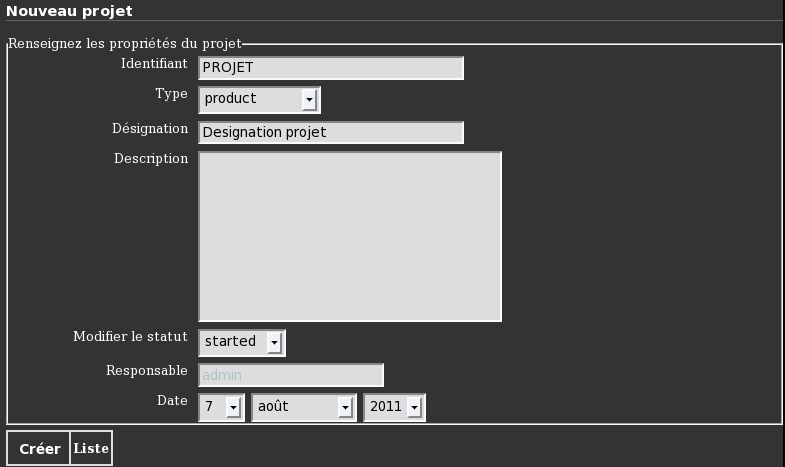 Nouveau projet
Renseignez les propriétés du projet
Identifiant PROJET
Type product
Désignation Designation projet
Description
Modifier le statut started
Responsable admin
Date 7 août 2011
Créer Liste